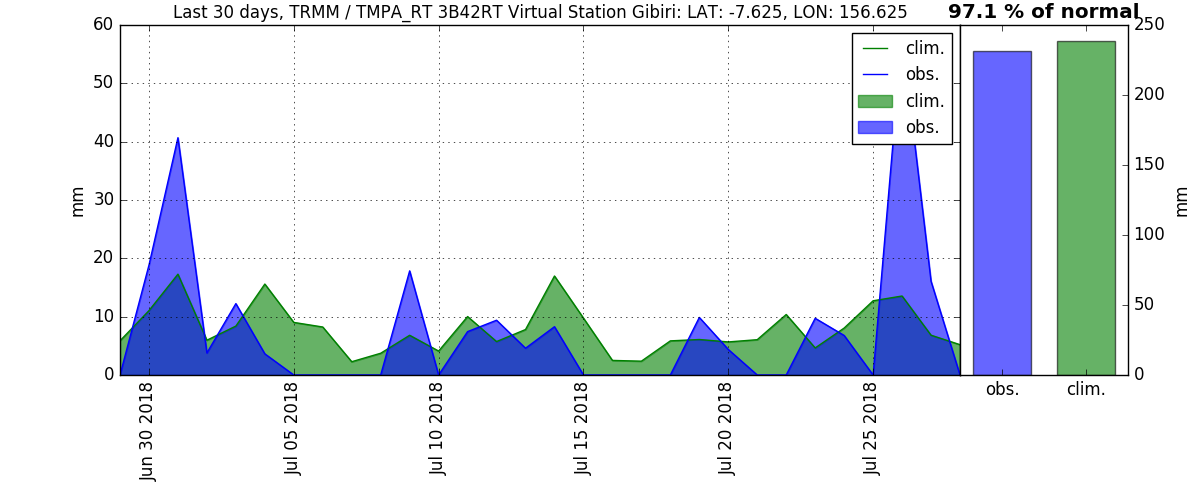 Last 30 days, TRMM / TMPA_RT 3B42RT Virtual Station Gibiri: LAT: -7.625, LON: 156.625
97.1 % of normal
60
50
40
30
20
10
0
mm
clim.
obs.
clim.
obs.
Jun 30 2018
Jul 05 2018
Jul 10 2018
Jul 15 2018
Jul 20 2018
Jul 25 2018
250
200
150
100
50
0
mm
obs.
clim.